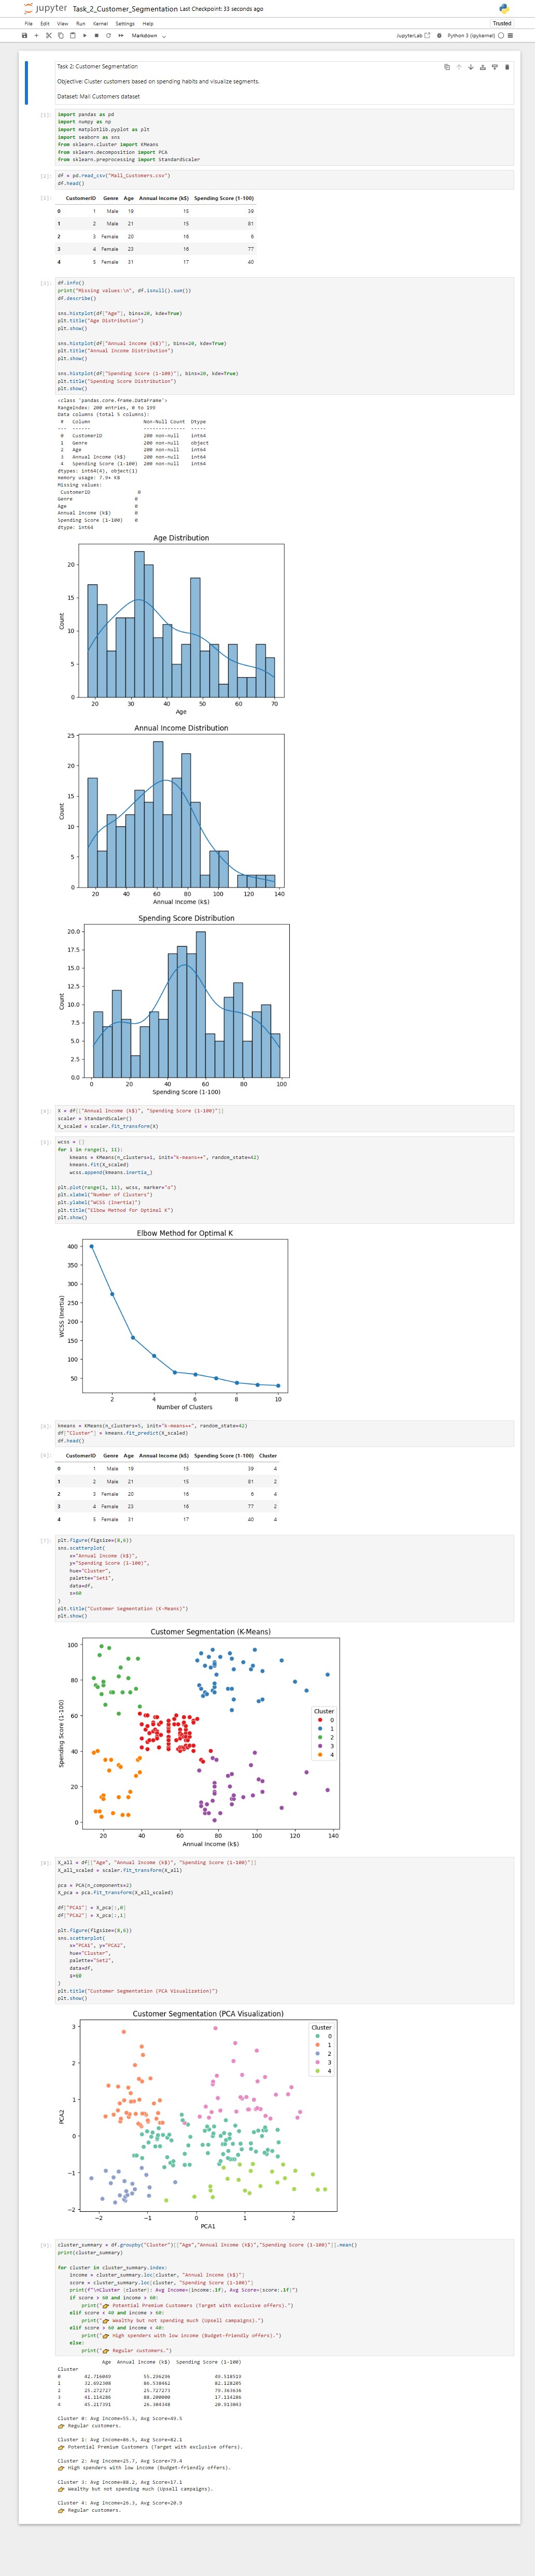 jupyter Task_2_Customer_Segmentation Last Checkpoint: 33 seconds ago
File Edit View Run Kernel Settings Help Trusted
Markdown JupyterLab Python 3 (ipykernel)
Task 2: Customer Segmentation
Objective: Cluster customers based on spending habits and visualize segments.
Dataset: Mall Customers dataset
[1]:
import pandas as pd
import numpy as np
import matplotlib.pyplot as plt
import seaborn as sns
from sklearn.cluster import KMeans
from sklearn.decomposition import PCA
from sklearn.preprocessing import StandardScaler
[2]:
df = pd.read_csv("Mall_Customers.csv")
df.head()
[2]:
CustomerID Genre Age Annual Income (k$) Spending Score (1-100)
0 1 Male 19 15 39
1 2 Male 21 15 81
2 3 Female 20 16 6
3 4 Female 23 16 77
4 5 Female 31 17 40
[3]:
df.info()
print("Missing values:\n", df.isnull().sum())
df.describe()
sns.histplot(df["Age"], bins=20, kde=True)
plt.title("Age Distribution")
plt.show()
sns.histplot(df["Annual Income (k$)"], bins=20, kde=True)
plt.title("Annual Income Distribution")
plt.show()
sns.histplot(df["Spending Score (1-100)"], bins=20, kde=True)
plt.title("Spending Score Distribution")
plt.show()
<class 'pandas.core.frame.DataFrame'>
RangeIndex: 200 entries, 0 to 199
Data columns (total 5 columns):
# Column Non-Null Count Dtype
--- ------ -------------- -----
0 CustomerID 200 non-null int64
1 Genre 200 non-null object
2 Age 200 non-null int64
3 Annual Income (k$) 200 non-null int64
4 Spending Score (1-100) 200 non-null int64
dtypes: int64(4), object(1)
memory usage: 7.9+ KB
Missing values:
CustomerID 0
Genre 0
Age 0
Annual Income (k$) 0
Spending Score (1-100) 0
dtype: int64
Age Distribution
20
15
10
5
0
Count
20 30 40 50 60 70
Age
Annual Income Distribution
25
20
15
10
5
0
Count
20 40 60 80 100 120 140
Annual Income (k$)
Spending Score Distribution
20.0
17.5
15.0
12.5
10.0
7.5
5.0
2.5
0.0
Count
0 20 40 60 80 100
Spending Score (1-100)
[4]:
X = df[["Annual Income (k$)", "Spending Score (1-100)"]]
scaler = StandardScaler()
X_scaled = scaler.fit_transform(X)
[5]:
wcss = []
for i in range(1, 11):
kmeans = KMeans(n_clusters=i, init="k-means++", random_state=42)
kmeans.fit(X_scaled)
wcss.append(kmeans.inertia_)
plt.plot(range(1, 11), wcss, marker="o")
plt.xlabel("Number of Clusters")
plt.ylabel("WCSS (Inertia)")
plt.title("Elbow Method for Optimal K")
plt.show()
Elbow Method for Optimal K
400
350
300
250
200
150
100
50
WCSS (Inertia)
2 4 6 8 10
Number of Clusters
[6]:
kmeans = KMeans(n_clusters=5, init="k-means++", random_state=42)
df["Cluster"] = kmeans.fit_predict(X_scaled)
df.head()
[6]:
CustomerID Genre Age Annual Income (k$) Spending Score (1-100) Cluster
0 1 Male 19 15 39 4
1 2 Male 21 15 81 2
2 3 Female 20 16 6 4
3 4 Female 23 16 77 2
4 5 Female 31 17 40 4
[7]:
plt.figure(figsize=(8,6))
sns.scatterplot(
x="Annual Income (k$)",
y="Spending Score (1-100)",
hue="Cluster",
palette="Set1",
data=df,
s=60
)
plt.title("Customer Segmentation (K-Means)")
plt.show()
Customer Segmentation (K-Means)
100
80
60
40
20
0
Spending Score (1-100)
Cluster
0
1
2
3
4
20 40 60 80 100 120 140
Annual Income (k$)
[8]:
X_all = df[["Age", "Annual Income (k$)", "Spending Score (1-100)"]]
X_all_scaled = scaler.fit_transform(X_all)
pca = PCA(n_components=2)
X_pca = pca.fit_transform(X_all_scaled)
df["PCA1"] = X_pca[:,0]
df["PCA2"] = X_pca[:,1]
plt.figure(figsize=(8,6))
sns.scatterplot(
x="PCA1", y="PCA2",
hue="Cluster",
palette="Set2",
data=df,
s=60
)
plt.title("Customer Segmentation (PCA Visualization)")
plt.show()
Customer Segmentation (PCA Visualization)
3
2
1
0
−1
−2
PCA2
Cluster
0
1
2
3
4
−2 −1 0 1 2
PCA1
[9]:
cluster_summary = df.groupby("Cluster")[["Age","Annual Income (k$)","Spending Score (1-100)"]].mean()
print(cluster_summary)
for cluster in cluster_summary.index:
income = cluster_summary.loc[cluster, "Annual Income (k$)"]
score = cluster_summary.loc[cluster, "Spending Score (1-100)"]
print(f"\nCluster {cluster}: Avg Income={income:.1f}, Avg Score={score:.1f}")
if score > 60 and income > 60:
print("👉 Potential Premium Customers (Target with exclusive offers).")
elif score < 40 and income > 60:
print("👉 Wealthy but not spending much (Upsell campaigns).")
elif score > 60 and income < 40:
print("👉 High spenders with low income (Budget-friendly offers).")
else:
print("👉 Regular customers.")
Age Annual Income (k$) Spending Score (1-100)
Cluster
0 42.716049 55.296296 49.518519
1 32.692308 86.538462 82.128205
2 25.272727 25.727273 79.363636
3 41.114286 88.200000 17.114286
4 45.217391 26.304348 20.913043
Cluster 0: Avg Income=55.3, Avg Score=49.5
👉 Regular customers.
Cluster 1: Avg Income=86.5, Avg Score=82.1
👉 Potential Premium Customers (Target with exclusive offers).
Cluster 2: Avg Income=25.7, Avg Score=79.4
👉 High spenders with low income (Budget-friendly offers).
Cluster 3: Avg Income=88.2, Avg Score=17.1
👉 Wealthy but not spending much (Upsell campaigns).
Cluster 4: Avg Income=26.3, Avg Score=20.9
👉 Regular customers.